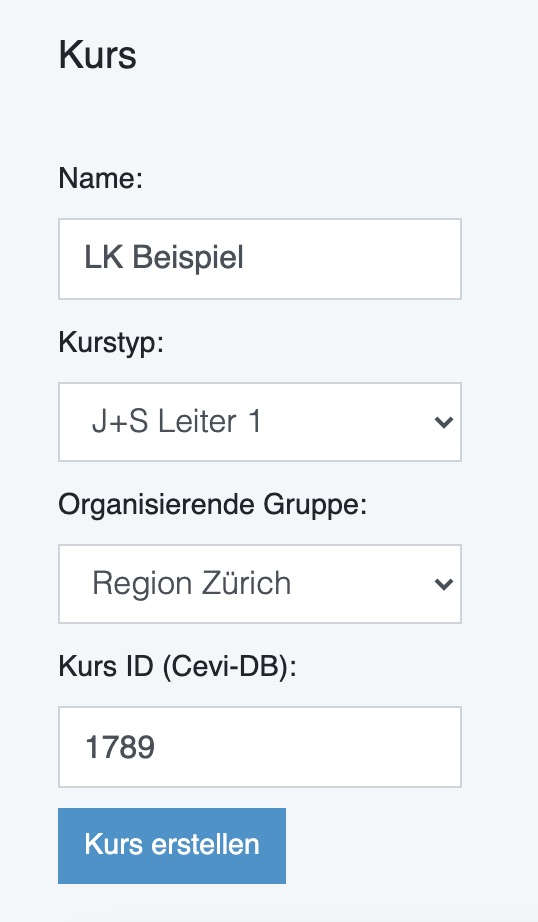 Kurs
Name:
LK Beispiel
Kurstyp:
J+S Leiter 1
Organisierende Gruppe:
Region Zürich
Kurs ID (Cevi-DB):
1789
Kurs erstellen